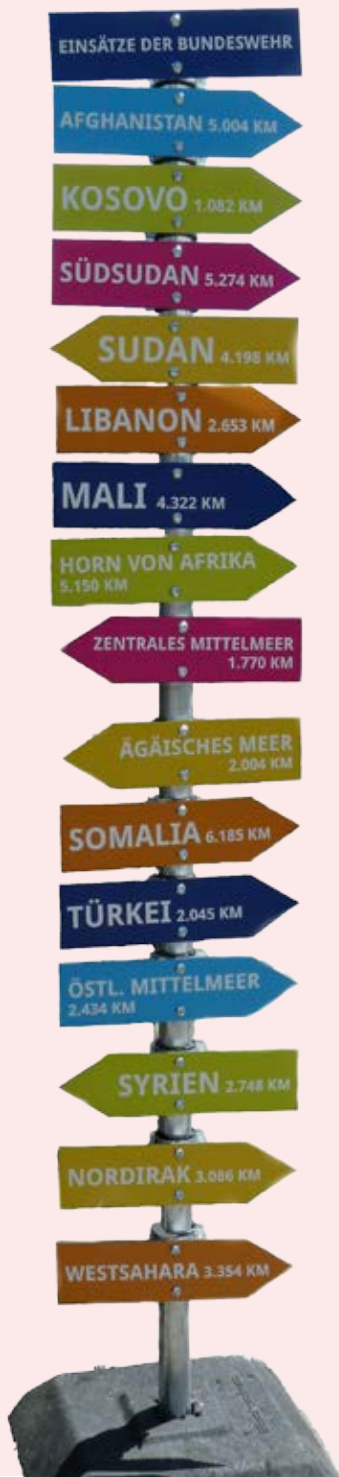 EINSÄTZE DER BUNDESWEHR
AFGHANISTAN 5.004 KM
KOSOVO 1.082 KM
SÜDSUDAN 5.274 KM
SUDAN 4.198 KM
LIBANON 2.653 KM
MALI 4.322 KM
HORN VON AFRIKA
5.150 KM
ZENTRALES MITTELMEER
1.770 KM
ÄGÄISCHES MEER
2.004 KM
SOMALIA 6.185 KM
TÜRKEI 2.045 KM
ÖSTL. MITTELMEER
2.434 KM
SYRIEN 2.748 KM
NORDIRAK 3.086 KM
WESTSAHARA 3.354 KM